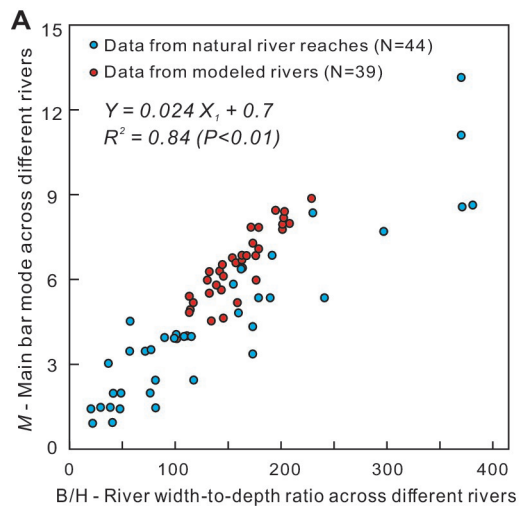 A
15
Data from natural river reaches (N=44)
Data from modeled rivers (N=39)
12
Y = 0.024 X₁ + 0.7
R² = 0.84 (P<0.01)
9
6
3
0
M - Main bar mode across different rivers
0 100 200 300 400
B/H - River width-to-depth ratio across different rivers